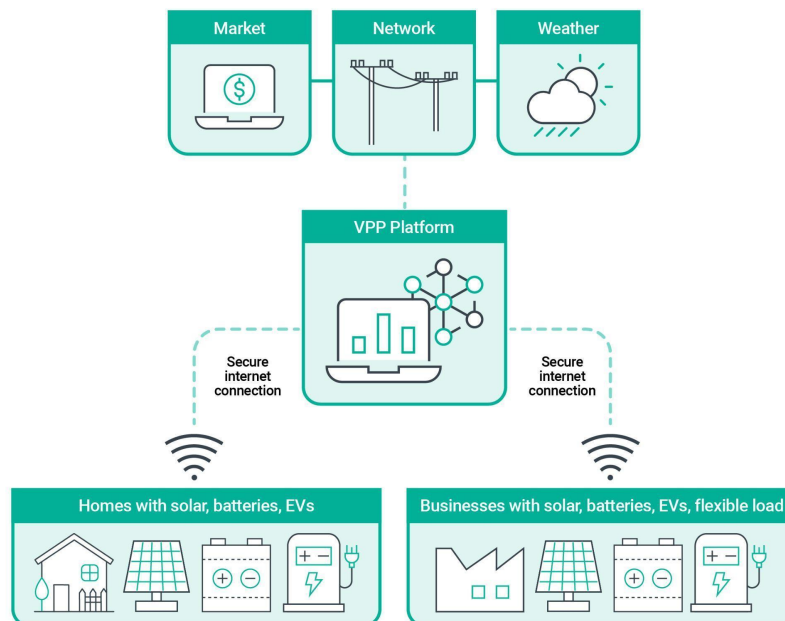 Market
Network
Weather
$
VPP Platform
Secure
internet
connection
Secure
internet
connection
Homes with solar, batteries, EVs
Businesses with solar, batteries, EVs, flexible load